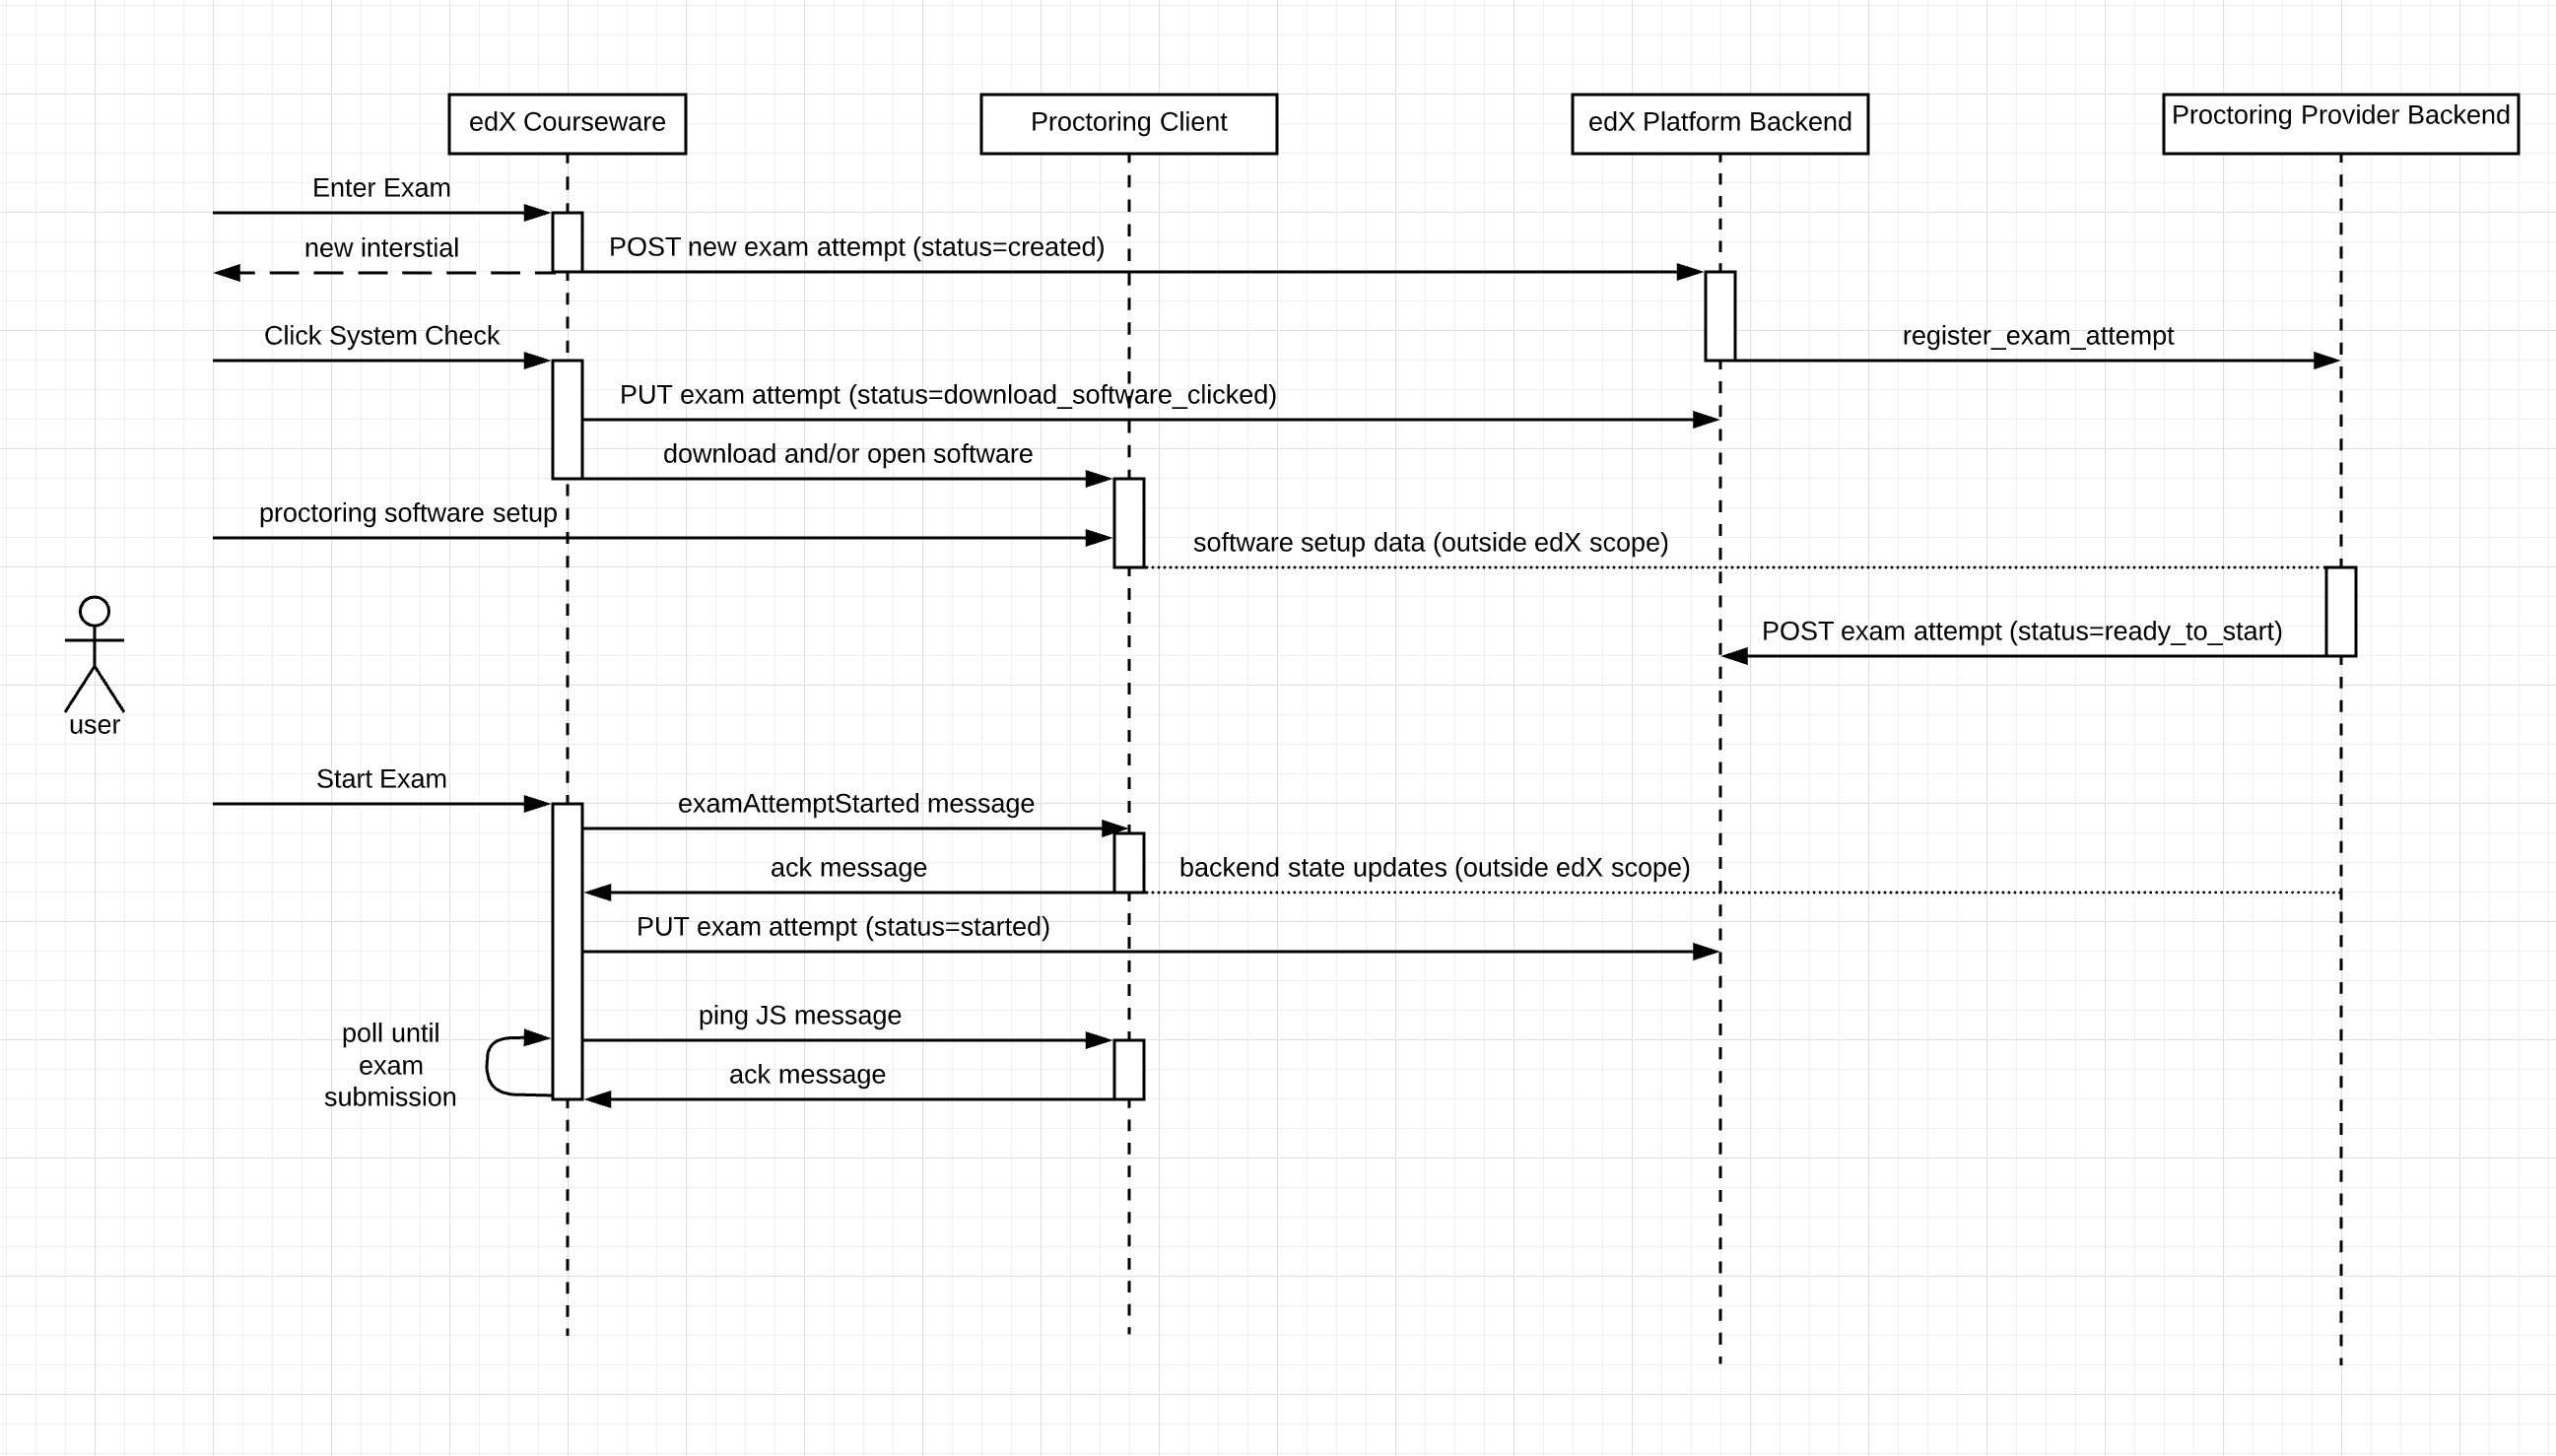 edX Courseware
Proctoring Client
edX Platform Backend
Proctoring Provider Backend
Enter Exam
new interstial
POST new exam attempt (status=created)
Click System Check
register_exam_attempt
PUT exam attempt (status=download_software_clicked)
download and/or open software
proctoring software setup
software setup data (outside edX scope)
POST exam attempt (status=ready_to_start)
user
Start Exam
examAttemptStarted message
ack message
backend state updates (outside edX scope)
PUT exam attempt (status=started)
ping JS message
poll until
exam
submission
ack message